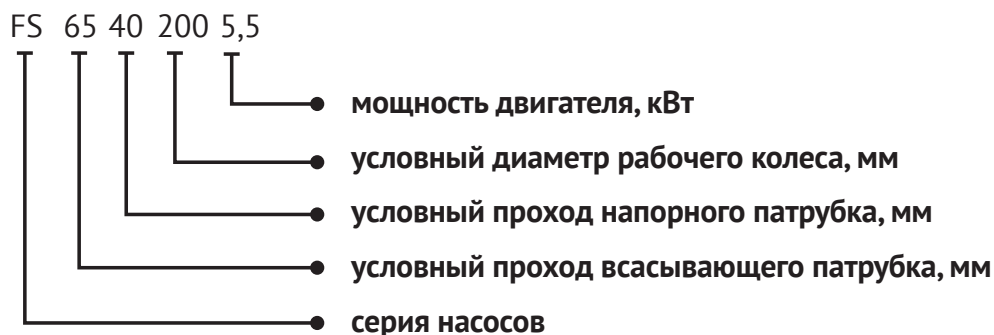 FS 65 40 200 5,5
мощность двигателя, кВт
условный диаметр рабочего колеса, мм
условный проход напорного патрубка, мм
условный проход всасывающего патрубка, мм
серия насосов